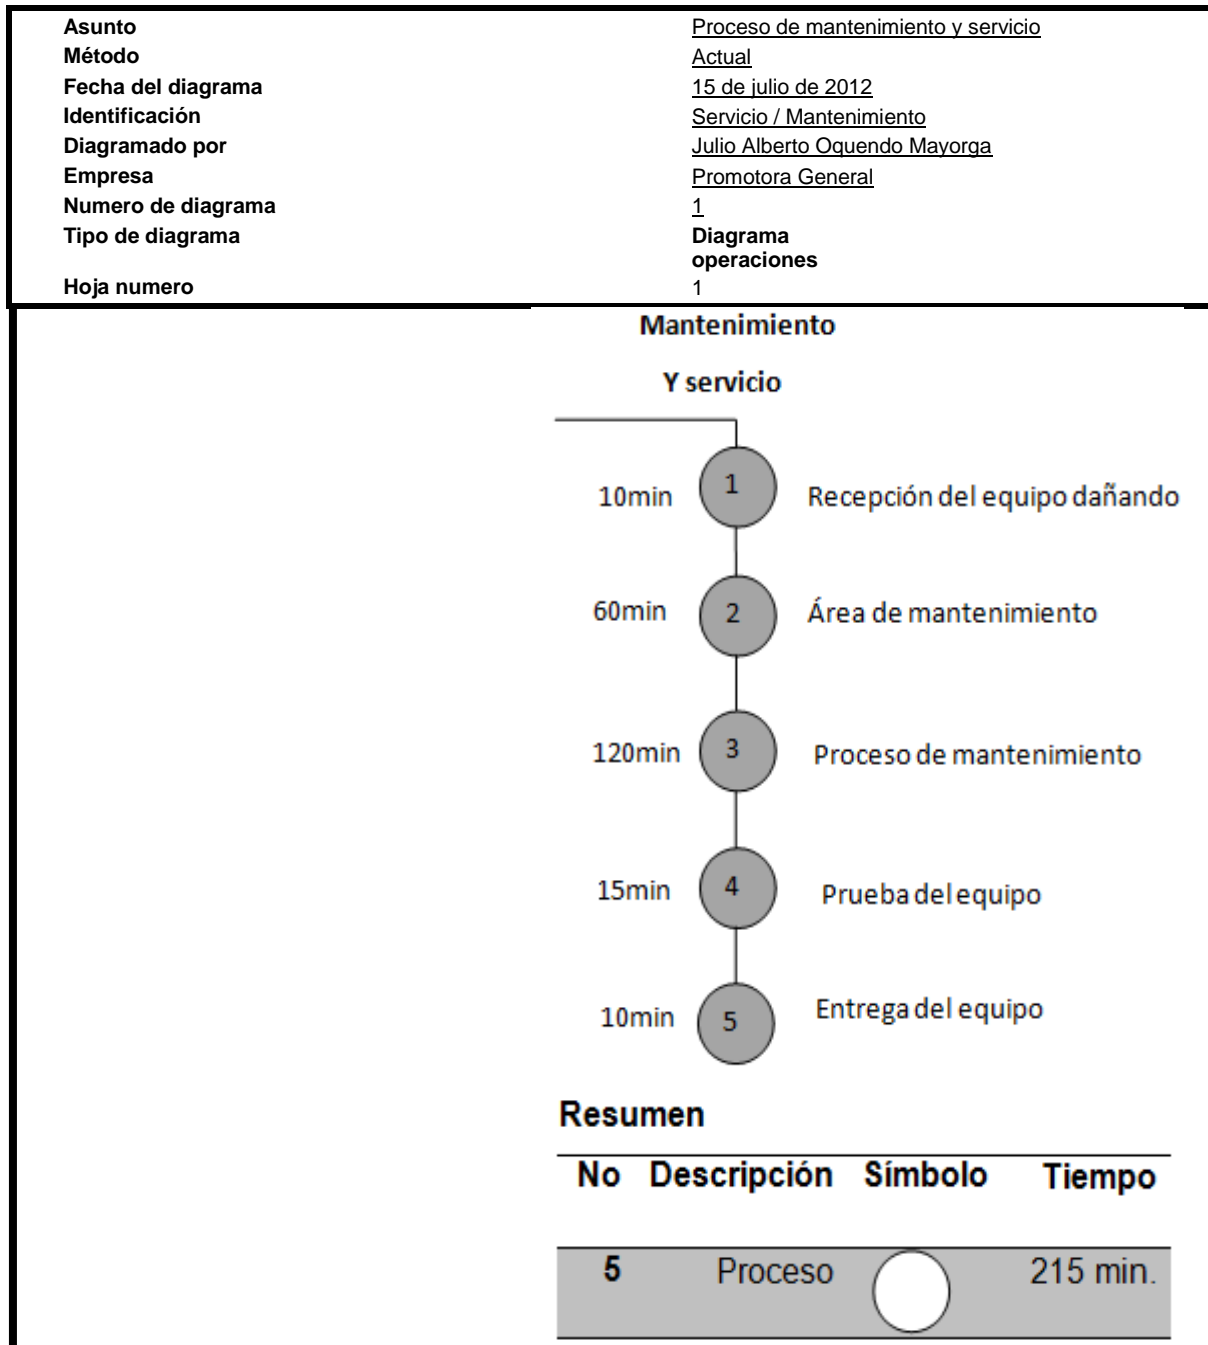 Asunto Proceso de mantenimiento y servicio
Método Actual
Fecha del diagrama 15 de julio de 2012
Identificación Servicio / Mantenimiento
Diagramado por Julio Alberto Oquendo Mayorga
Empresa Promotora General
Numero de diagrama 1
Tipo de diagrama Diagrama
operaciones
Hoja numero 1
Mantenimiento
Y servicio
10min 1 Recepción del equipo dañando
60min 2 Área de mantenimiento
120min 3 Proceso de mantenimiento
15min 4 Prueba del equipo
10min 5 Entrega del equipo
Resumen
No Descripción Símbolo Tiempo
5 Proceso 215 min.